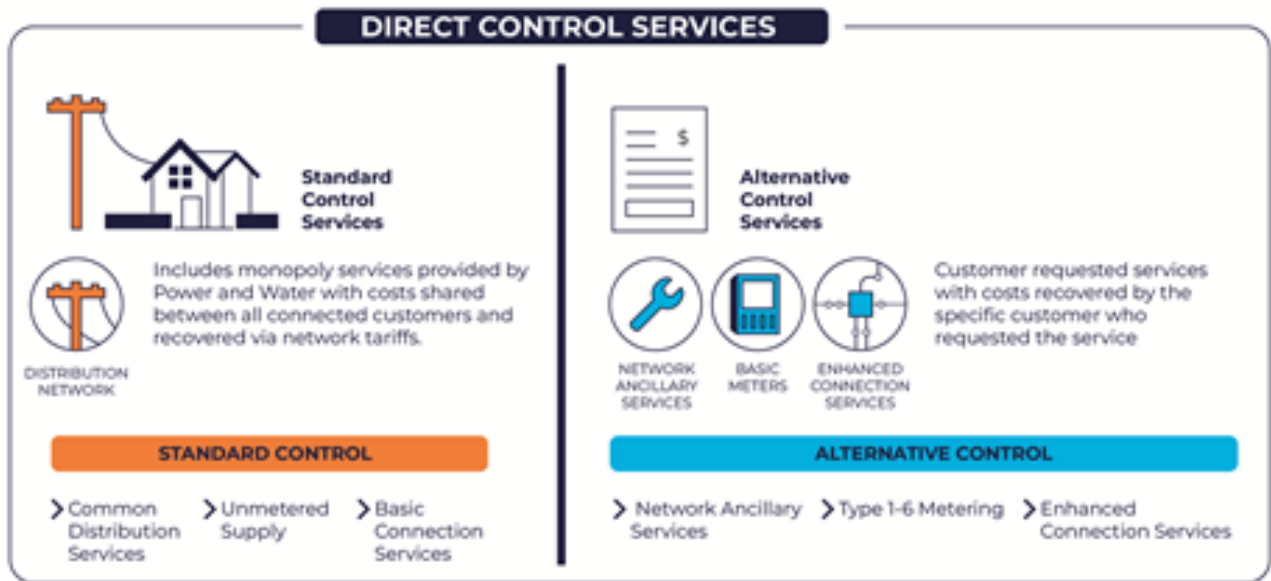 DIRECT CONTROL SERVICES
Standard
Control
Services
Includes monopoly services provided by
Power and Water with costs shared
between all connected customers and
recovered via network tariffs.
DISTRIBUTION
NETWORK
STANDARD CONTROL
Common
Distribution
Services
Unmetered
Supply
Basic
Connection
Services
$
Alternative
Control
Services
Customer requested services
with costs recovered by the
specific customer who
requested the service
NETWORK
ANCILLARY
SERVICES
BASIC
METERS
ENHANCED
CONNECTION
SERVICES
ALTERNATIVE CONTROL
Network Ancillary
Services
Type 1-6 Metering
Enhanced
Connection Services